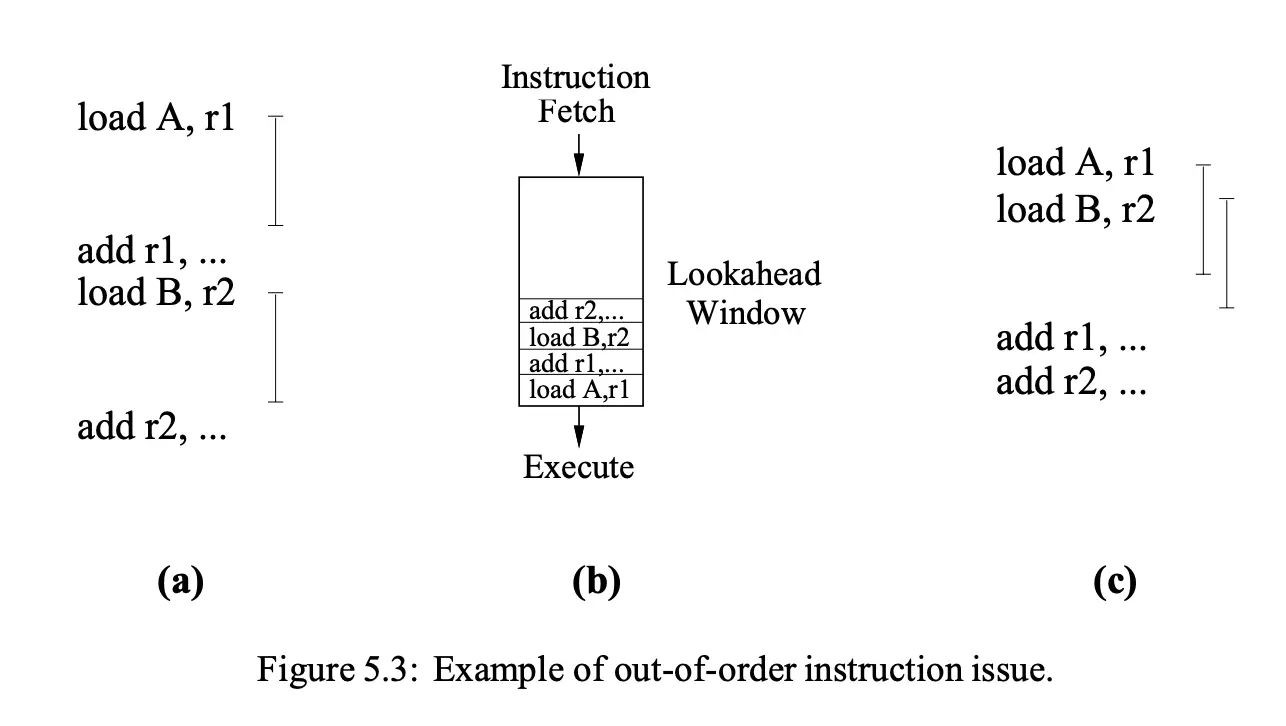 load A, r1
add r1, ...
load B, r2
add r2, ...
(a)
Instruction
Fetch
add r2,...
load B,r2
add r1,...
load A,r1
Lookahead
Window
Execute
(b)
load A, r1
load B, r2
add r1, ...
add r2, ...
(c)
Figure 5.3: Example of out-of-order instruction issue.